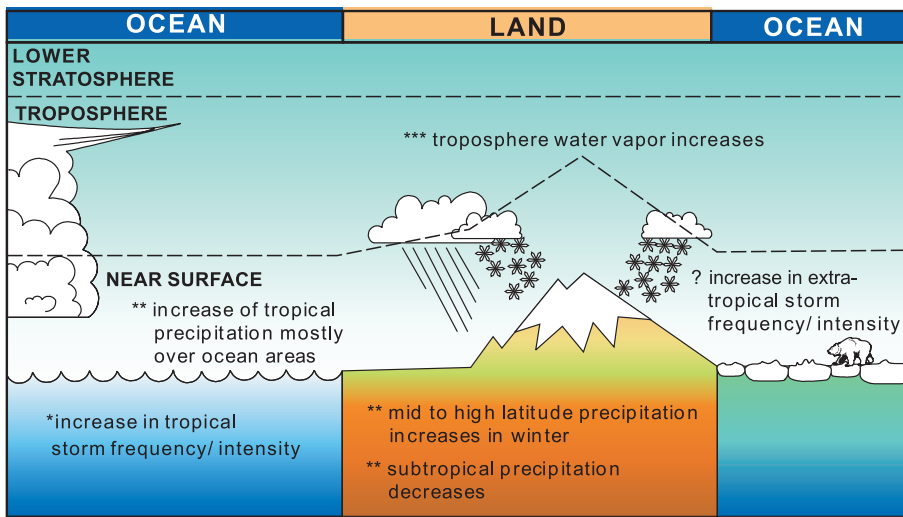 OCEAN
LAND
OCEAN
LOWER
STRATOSPHERE
TROPOSPHERE
*** troposphere water vapor increases
NEAR SURFACE
** increase of tropical
precipitation mostly
over ocean areas
? increase in extra-
tropical storm
frequency/ intensity
*increase in tropical
storm frequency/ intensity
** mid to high latitude precipitation
increases in winter
** subtropical precipitation
decreases